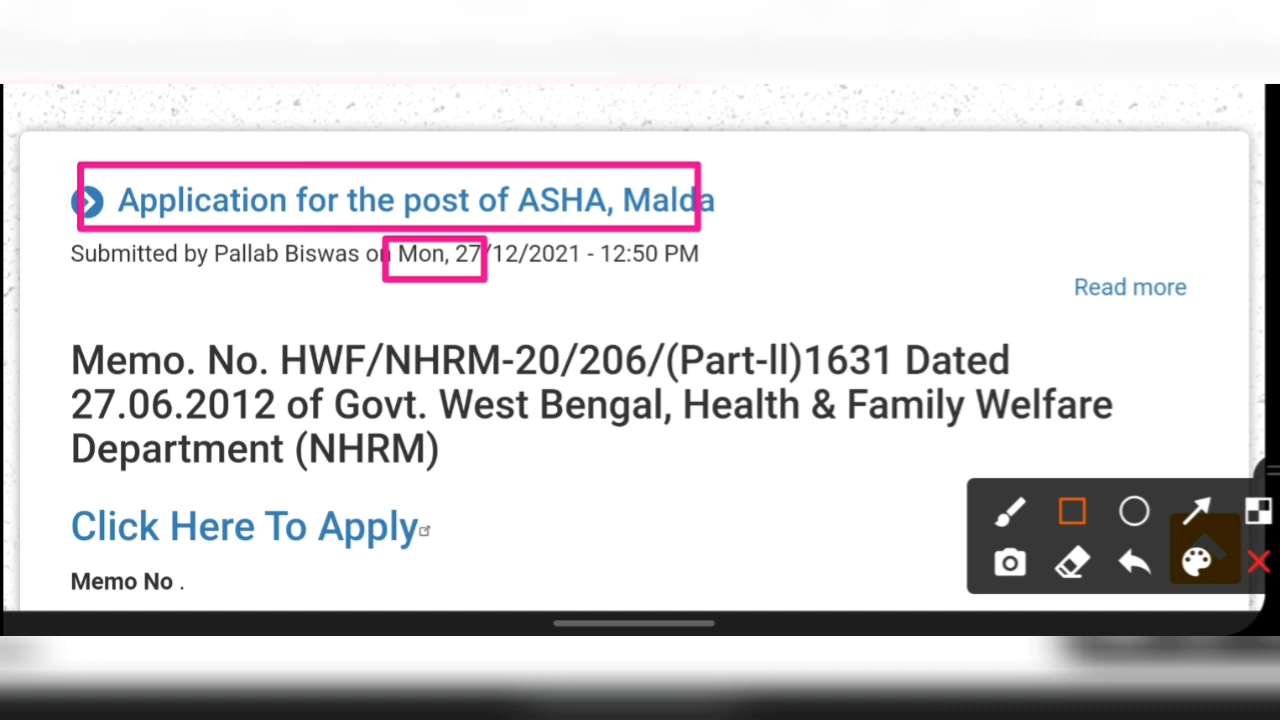 Application for the post of ASHA, Malda
Submitted by Pallab Biswas on Mon, 27/12/2021 - 12:50 PM
Read more
Memo. No. HWF/NHRM-20/206/(Part-ll)1631 Dated
27.06.2012 of Govt. West Bengal, Health & Family Welfare
Department (NHRM)
Click Here To Apply
Memo No .